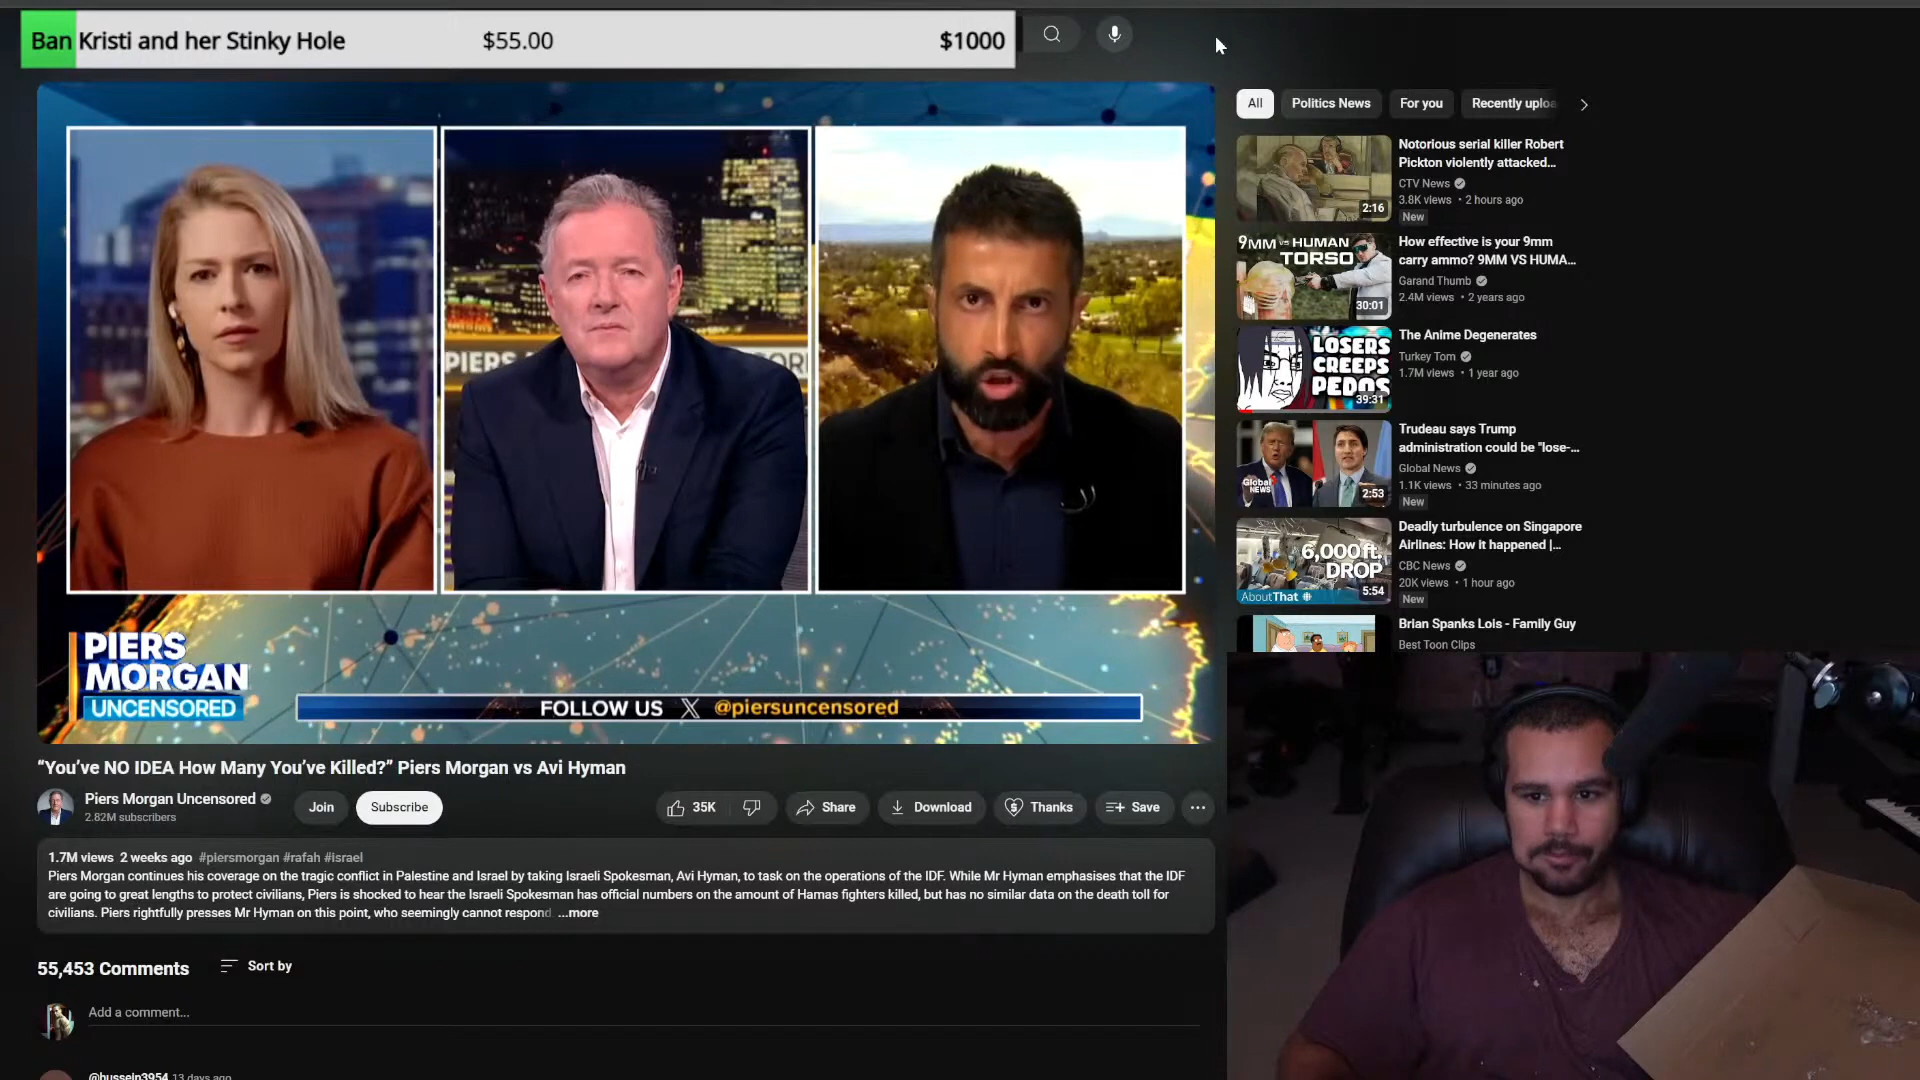 Ban Kristi and her Stinky Hole $55.00 $1000
All Politics News For you Recently uploa
Notorious serial killer Robert
Pickton violently attacked...
CTV News
3.8K views • 2 hours ago
New
2:16
9MM vs HUMAN
TORSO
30:01
How effective is your 9mm
carry ammo? 9MM VS HUMA...
Garand Thumb
2.4M views • 2 years ago
LOSERS
CREEPS
PEDOS
39:31
The Anime Degenerates
Turkey Tom
1.7M views • 1 year ago
Global
NEWS
2:53
Trudeau says Trump
administration could be "lose-...
Global News
1.1K views • 33 minutes ago
New
6,000 ft.
DROP
About That
5:54
Deadly turbulence on Singapore
Airlines: How it happened |...
CBC News
20K views • 1 hour ago
New
Brian Spanks Lois - Family Guy
Best Toon Clips
PIERS
PIERS
MORGAN
UNCENSORED
FOLLOW US X @piersuncensored
“You’ve NO IDEA How Many You’ve Killed?” Piers Morgan vs Avi Hyman
Piers Morgan Uncensored
2.82M subscribers
Join Subscribe 35K Share Download Thanks Save
1.7M views 2 weeks ago #piersmorgan #rafah #israel
Piers Morgan continues his coverage on the tragic conflict in Palestine and Israel by taking Israeli Spokesman, Avi Hyman, to task on the operations of the IDF. While Mr Hyman emphasises that the IDF
are going to great lengths to protect civilians, Piers is shocked to hear the Israeli Spokesman has official numbers on the amount of Hamas fighters killed, but has no similar data on the death toll for
civilians. Piers rightfully presses Mr Hyman on this point, who seemingly cannot respond. ...more
55,453 Comments Sort by
Add a comment...
@hussein3954 13 days ago